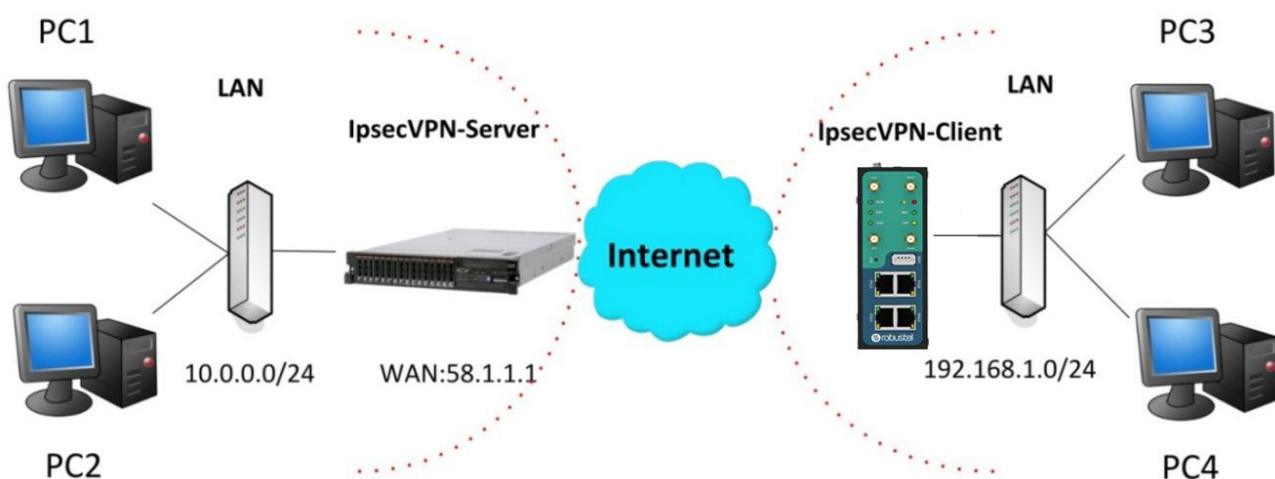 PC1
LAN
IpsecVPN-Server
Internet
10.0.0.0/24
WAN:58.1.1.1
PC2
PC3
LAN
IpsecVPN-Client
robustel
192.168.1.0/24
PC4